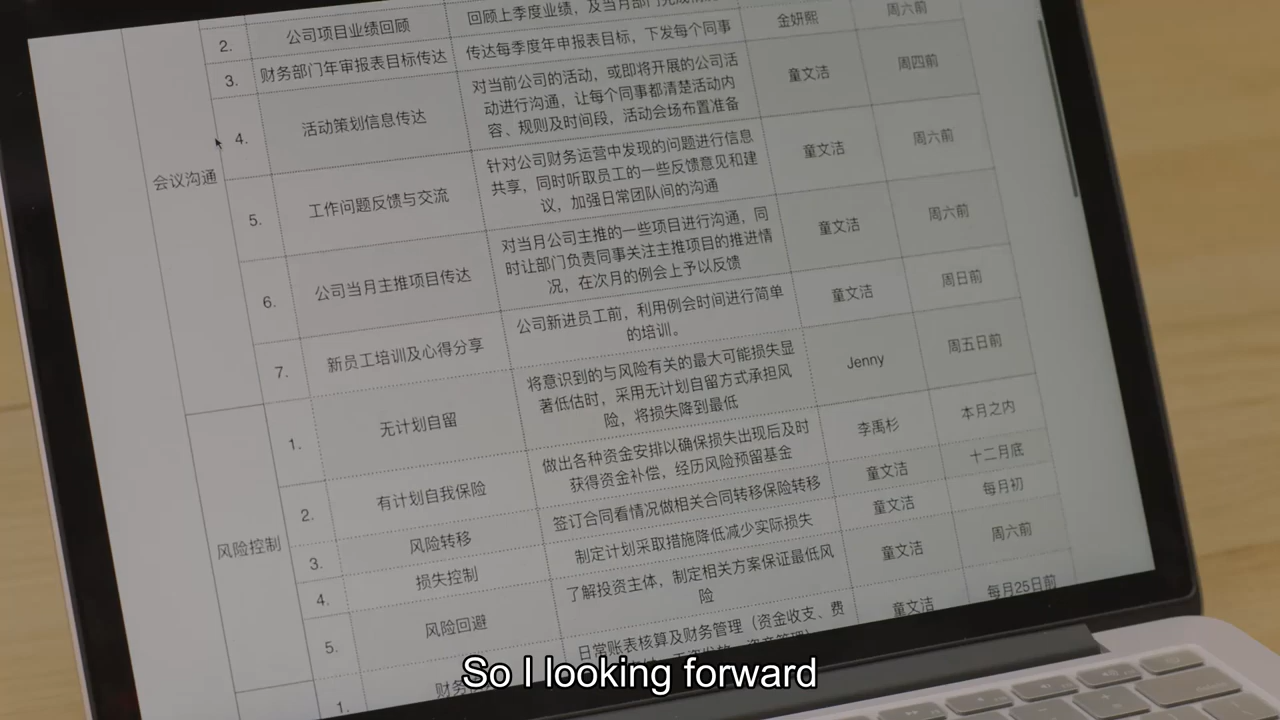 2.
公司项目业绩回顾
回顾上季度业绩，及当月部门完成情况
金妍熙
周六前
3.
财务部门年审报表目标传达
传达每季度年申报表目标，下发每个同事
会议沟通
4.
活动策划信息传达
对当前公司的活动，或即将开展的公司活
动进行沟通，让每个同事都清楚活动内
容、规则及时间段，活动会场布置准备
童文洁
周四前
5.
工作问题反馈与交流
针对公司财务运营中发现的问题进行信息
共享，同时听取员工的一些反馈意见和建
议，加强日常团队间的沟通
童文洁
周六前
6.
公司当月主推项目传达
对当月公司主推的一些项目进行沟通，同
时让部门负责同事关注主推项目的推进情
况，在次月的例会上予以反馈
童文洁
周六前
7.
新员工培训及心得分享
公司新进员工前，利用例会时间进行简单
的培训。
童文洁
周日前
风险控制
1.
无计划自留
将意识到的与风险有关的最大可能损失显
著低估时，采用无计划自留方式承担风
险，将损失降到最低
Jenny
周五日前
2.
有计划自我保险
做出各种资金安排以确保损失出现后及时
获得资金补偿，经历风险预留基金
李禹杉
本月之内
3.
风险转移
签订合同看情况做相关合同转移保险转移
童文洁
十二月底
4.
损失控制
制定计划采取措施降低减少实际损失
童文洁
每月初
5.
风险回避
了解投资主体，制定相关方案保证最低风
险
童文洁
周六前
1.
财务
日常账表核算及财务管理（资金收支、费
童文洁
每月25日前
So I looking forward